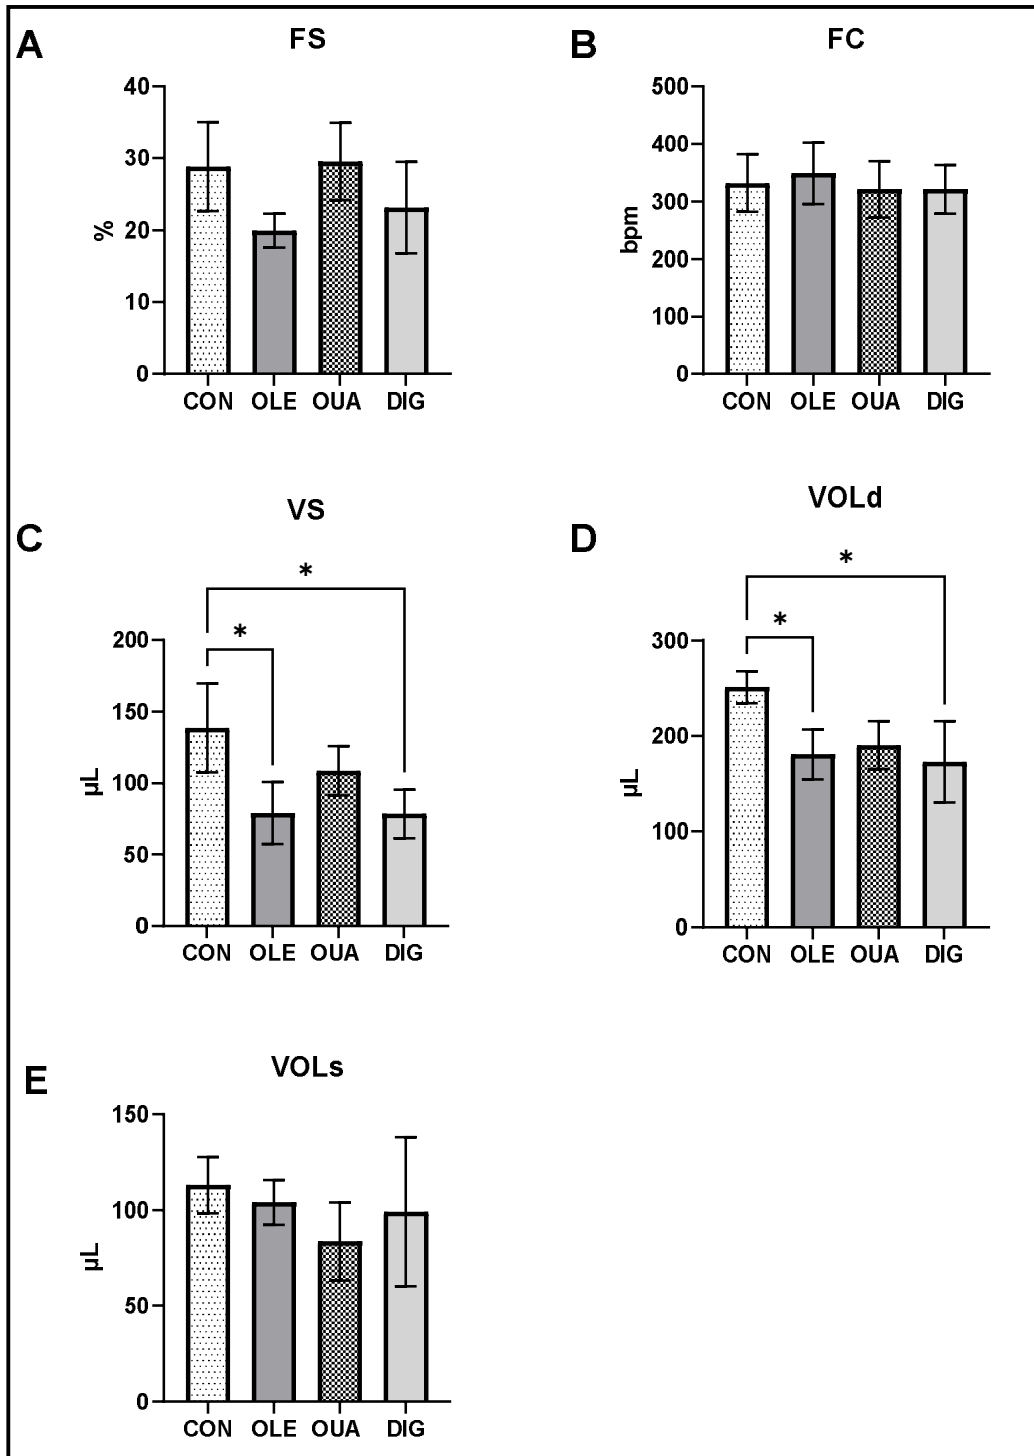 A
FS
40
30
20
10
0
%
CON OLE OUA DIG
B
FC
500
400
300
200
100
0
bpm
CON OLE OUA DIG
C
VS
*
*
200
150
100
50
0
µL
CON OLE OUA DIG
D
VOLd
*
*
300
200
100
0
µL
CON OLE OUA DIG
E
VOLs
150
100
50
0
µL
CON OLE OUA DIG